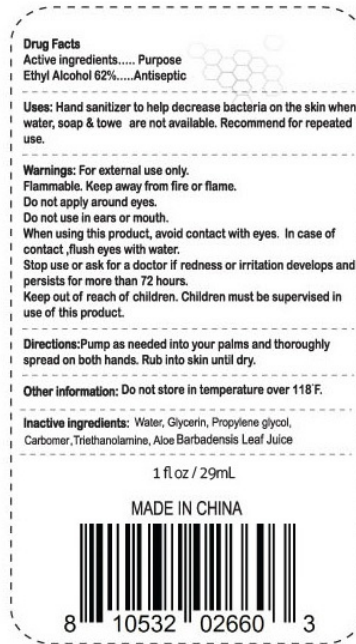 Drug Facts
Active ingredients..... Purpose
Ethyl Alcohol 62%.....Antiseptic
Uses: Hand sanitizer to help decrease bacteria on the skin when
water, soap & towe are not available. Recommend for repeated
use.
Warnings: For external use only.
Flammable. Keep away from fire or flame.
Do not apply around eyes.
Do not use in ears or mouth.
When using this product, avoid contact with eyes. In case of
contact ,flush eyes with water.
Stop use or ask for a doctor if redness or irritation develops and
persists for more than 72 hours.
Keep out of reach of children. Children must be supervised in
use of this product.
Directions:Pump as needed into your palms and thoroughly
spread on both hands. Rub into skin until dry.
Other information: Do not store in temperature over 118°F.
Inactive ingredients: Water, Glycerin, Propylene glycol,
Carbomer,Triethanolamine, Aloe Barbadensis Leaf Juice
1 fl oz / 29mL
MADE IN CHINA
8 10532 02660 3